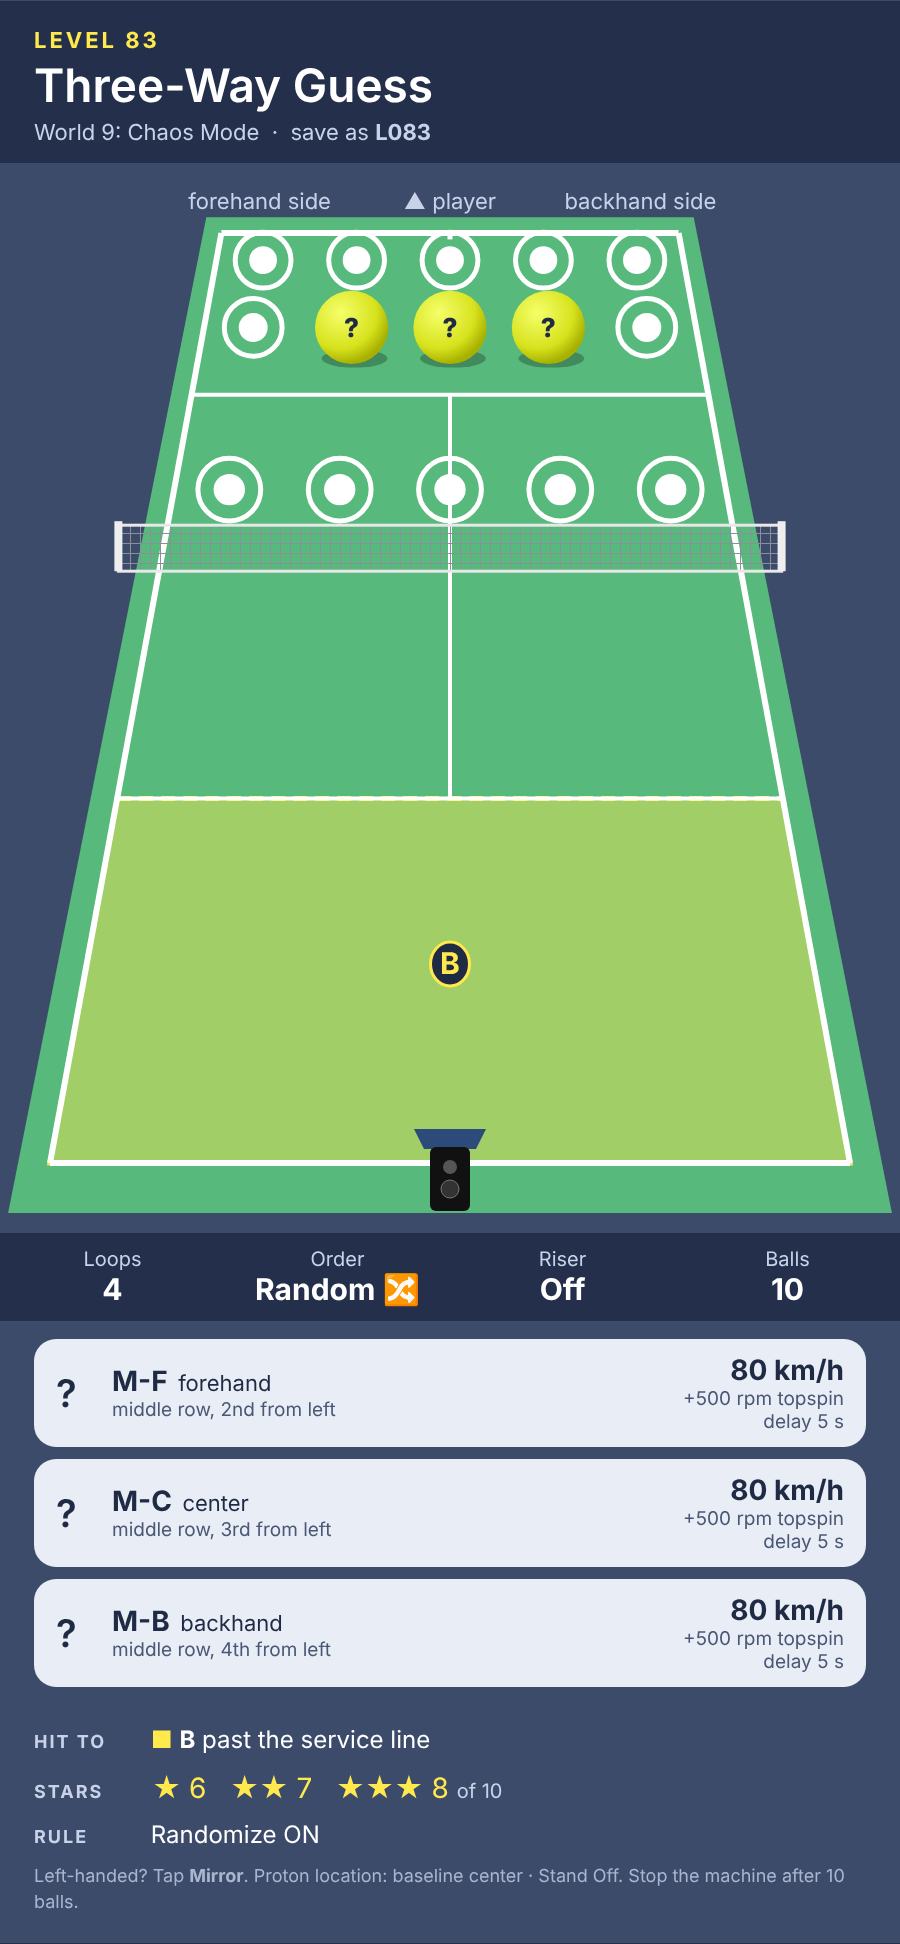 LEVEL 83
Three-Way Guess
World 9: Chaos Mode · save as L083
forehand side ▲ player backhand side
? ? ?
B
Loops Order Riser Balls
4 Random 🔀 Off 10
? M-F forehand 80 km/h
middle row, 2nd from left +500 rpm topspin
delay 5 s
? M-C center 80 km/h
middle row, 3rd from left +500 rpm topspin
delay 5 s
? M-B backhand 80 km/h
middle row, 4th from left +500 rpm topspin
delay 5 s
HIT TO B past the service line
STARS ★ 6 ★★ 7 ★★★ 8 of 10
RULE Randomize ON
Left-handed? Tap Mirror. Proton location: baseline center · Stand Off. Stop the machine after 10
balls.